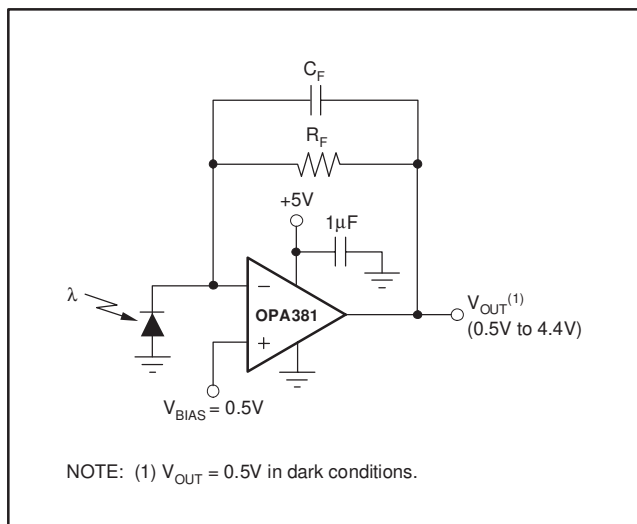 C_F
R_F
+5V
1µF
λ
−
OPA381
+
V_OUT^(1)
(0.5V to 4.4V)
V_BIAS = 0.5V
NOTE: (1) V_OUT = 0.5V in dark conditions.